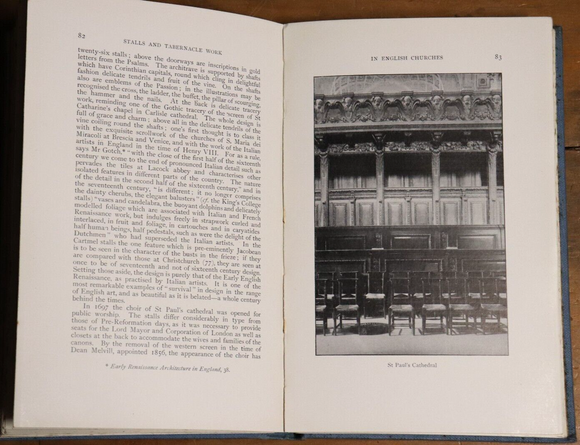 82
STALLS AND TABERNACLE WORK
twenty-six stalls; above the doorways are inscriptions in gold
letters from the Psalms. The architrave is supported by shafts
which have Corinthian capitals, round which cling in delightful
fashion delicate tendrils and fruit of the vine. On the shafts
also are emblems of the Passion; in the illustrations may be
recognised the cross, the ladder, the buffet, the pillar of scourging,
the hammer and the nails. At the back is delicate tracery
work, reminding one of the Gothic tracery of the screen of St
Catharine's chapel in Carlisle cathedral. The whole design is
full of grace and charm; above all in the delicate tendrils of the
vine coiling round the shafts; one's first thought is to class it
with the exquisite scrollwork of the churches of S. Maria dei
Miracoli at Brescia and Venice, and with the work of the Italian
artists in England in the time of Henry VIII. For as a rule,
says Mr Gotch,* "with the close of the first half of the sixteenth
century we come to the end of pronounced Italian detail such as
pervades the tiles at Lacock abbey and characterises other
isolated features in different parts of the country. The nature
of the detail in the second half of the sixteenth century," and in
the seventeenth century, "is different; it no longer comprises
the dainty cherubs, the elegant balusters" (cf. the King's College
stalls) "vases and candelabra, the buoyant dolphins and delicately
modelled foliage which are associated with Italian and French
Renaissance work, but indulges freely in strapwork curled and
interlaced, in fruit and foliage, in cartouches and in caryatides
half human beings, half pedestals, such as were the delight of the
Dutchmen" who had superseded the Italian artists. In the
Cartmel stalls the one feature which is pre-eminently Jacobean
is to be seen in the character of the busts in the frieze; if they
are compared with those at Christchurch (77), they are seen at
once to be of seventeenth and not of sixteenth century design.
Setting those aside, the design is purely that of the Early English
Renaissance, as practised by Italian artists. It is one of the
most remarkable examples of "survival" in design in the range
of English art, and as beautiful as it is belated—a whole century
behind the times.
In 1697 the choir of St Paul's cathedral was opened for
public worship. The stalls differ considerably in type from
those of Pre-Reformation days, as it was necessary to provide
seats for the Lord Mayor and Corporation of London as well as
closets at the back to accommodate the wives and families of the
canons. By the removal of the western screen in the time of
Dean Melvill, appointed 1856, the appearance of the choir has
* Early Renaissance Architecture in England, 36.
IN ENGLISH CHURCHES
83
St Paul's Cathedral